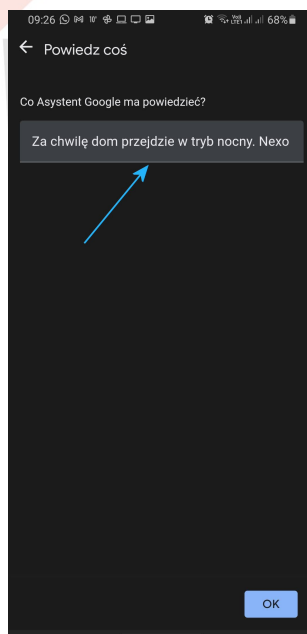 09:26 68%
Powiedz coś
Co Asystent Google ma powiedzieć?
Za chwilę dom przejdzie w tryb nocny. Nexo
OK